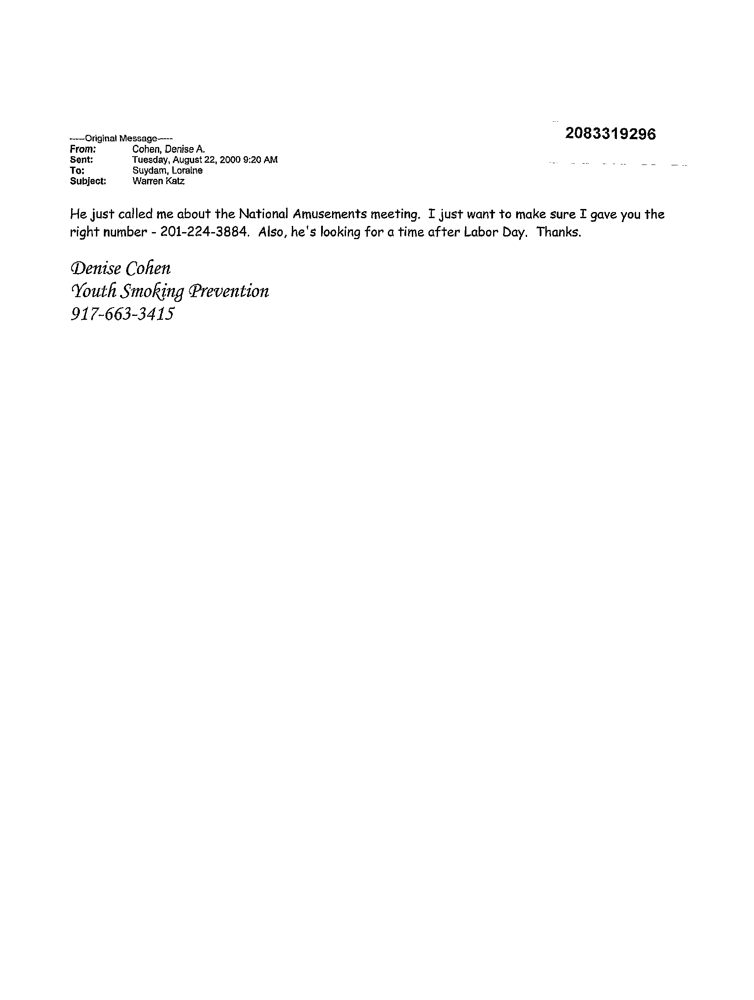 2083319296
-----Original Message-----
From: Cohen, Denise A.
Sent: Tuesday, August 22, 2000 9:20 AM
To: Suydam, Loraine
Subject: Warren Katz
He just called me about the National Amusements meeting. I just want to make sure I gave you the
right number - 201-224-3884. Also, he's looking for a time after Labor Day. Thanks.
Denise Cohen
Youth Smoking Prevention
917-663-3415